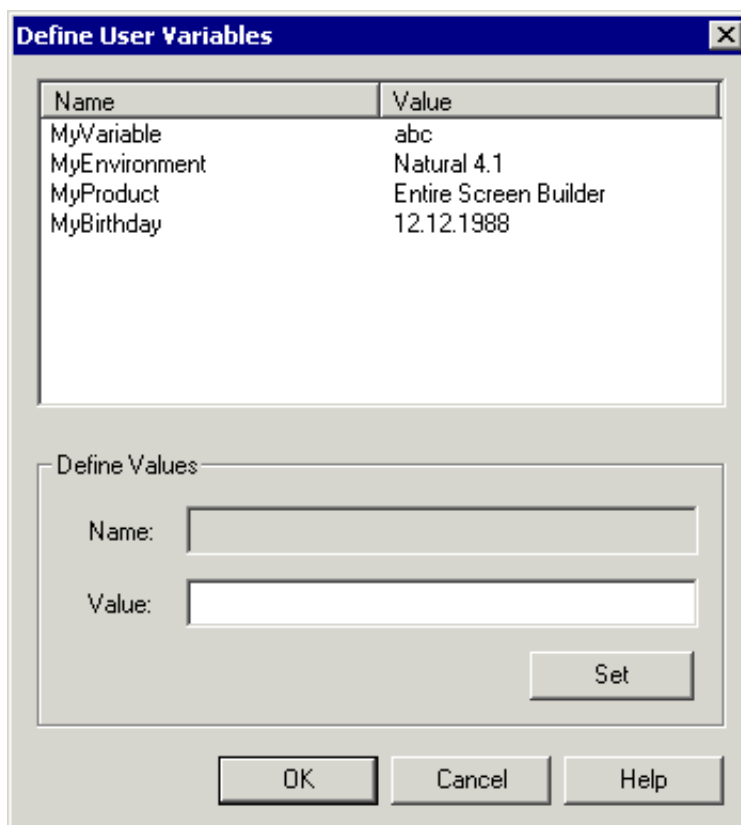 Define User Variables
Name Value
MyVariable abc
MyEnvironment Natural 4.1
MyProduct Entire Screen Builder
MyBirthday 12.12.1988
Define Values
Name:
Value:
Set
OK Cancel Help